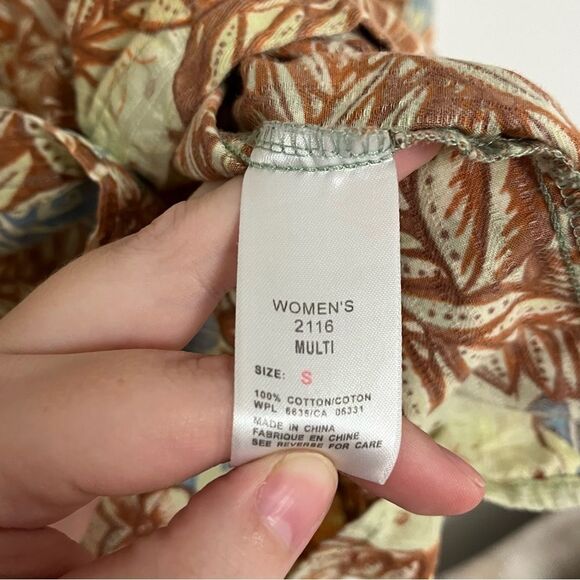 WOMEN'S
2116
MULTI
SIZE: S
100% COTTON/COTON
WPL 6635/CA 06331
MADE IN CHINA
FABRIQUE EN CHINE
SEE REVERSE FOR CARE